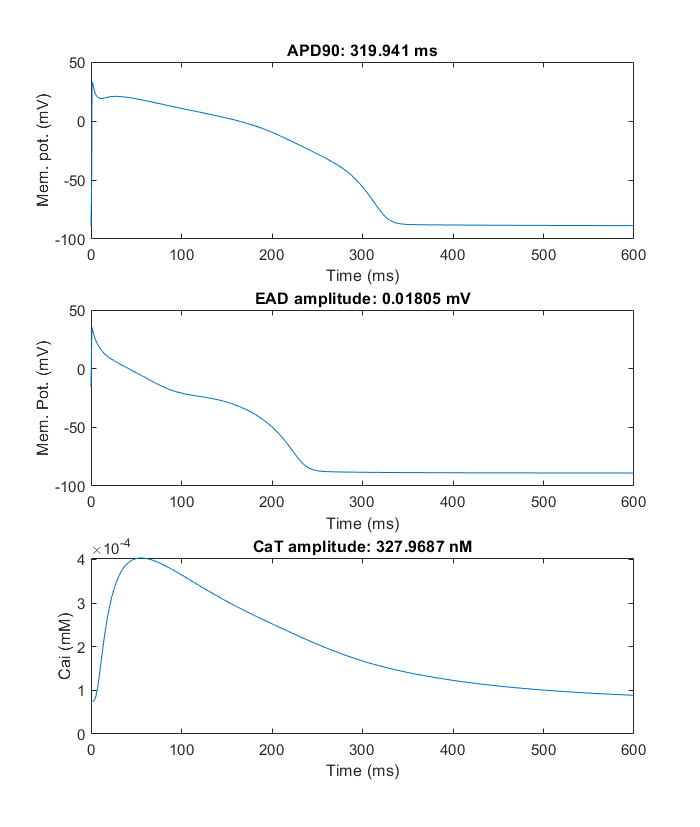 APD90: 319.941 ms
50
0
-50
-100
Mem. pot. (mV)
0 100 200 300 400 500 600
Time (ms)
EAD amplitude: 0.01805 mV
50
0
-50
-100
Mem. Pot. (mV)
0 100 200 300 400 500 600
Time (ms)
×10-4
CaT amplitude: 327.9687 nM
4
3
2
1
0
Cai (mM)
0 100 200 300 400 500 600
Time (ms)